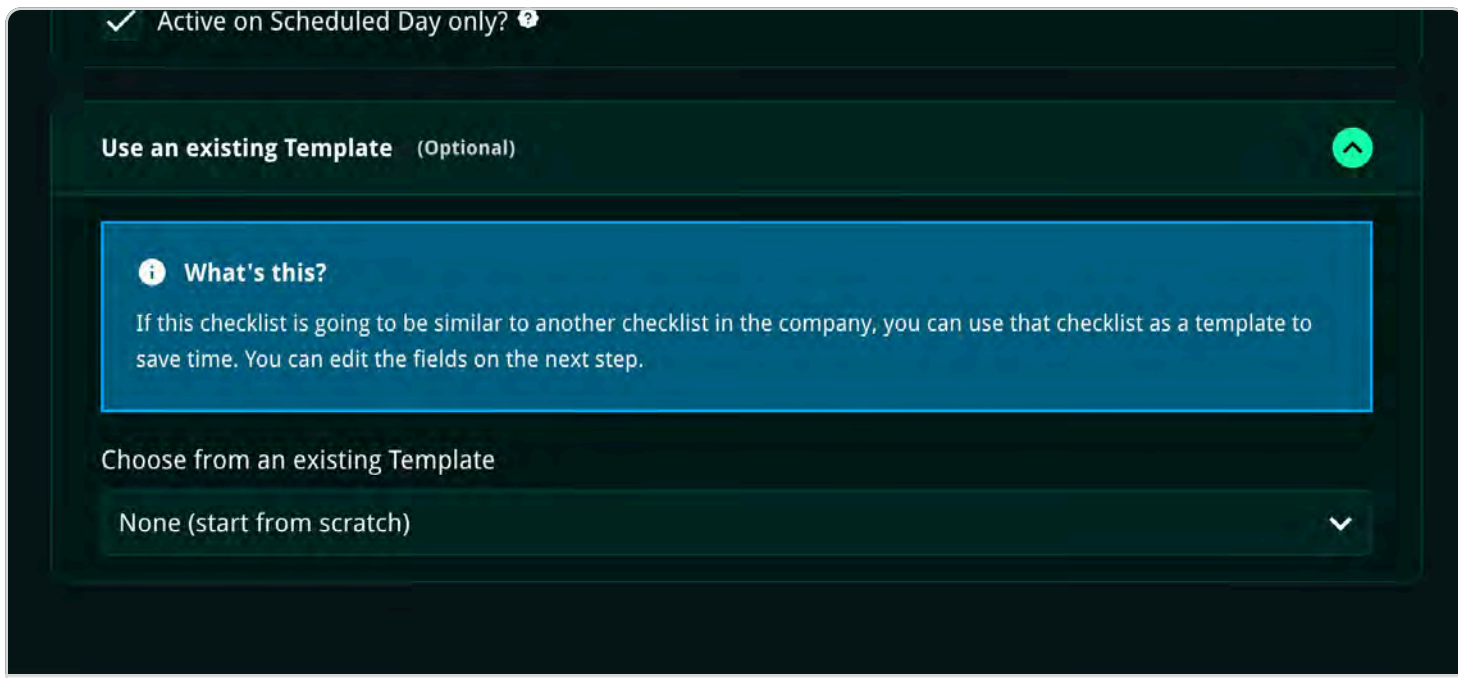 Active on Scheduled Day only?
Use an existing Template (Optional)
What's this?
If this checklist is going to be similar to another checklist in the company, you can use that checklist as a template to
save time. You can edit the fields on the next step.
Choose from an existing Template
None (start from scratch)